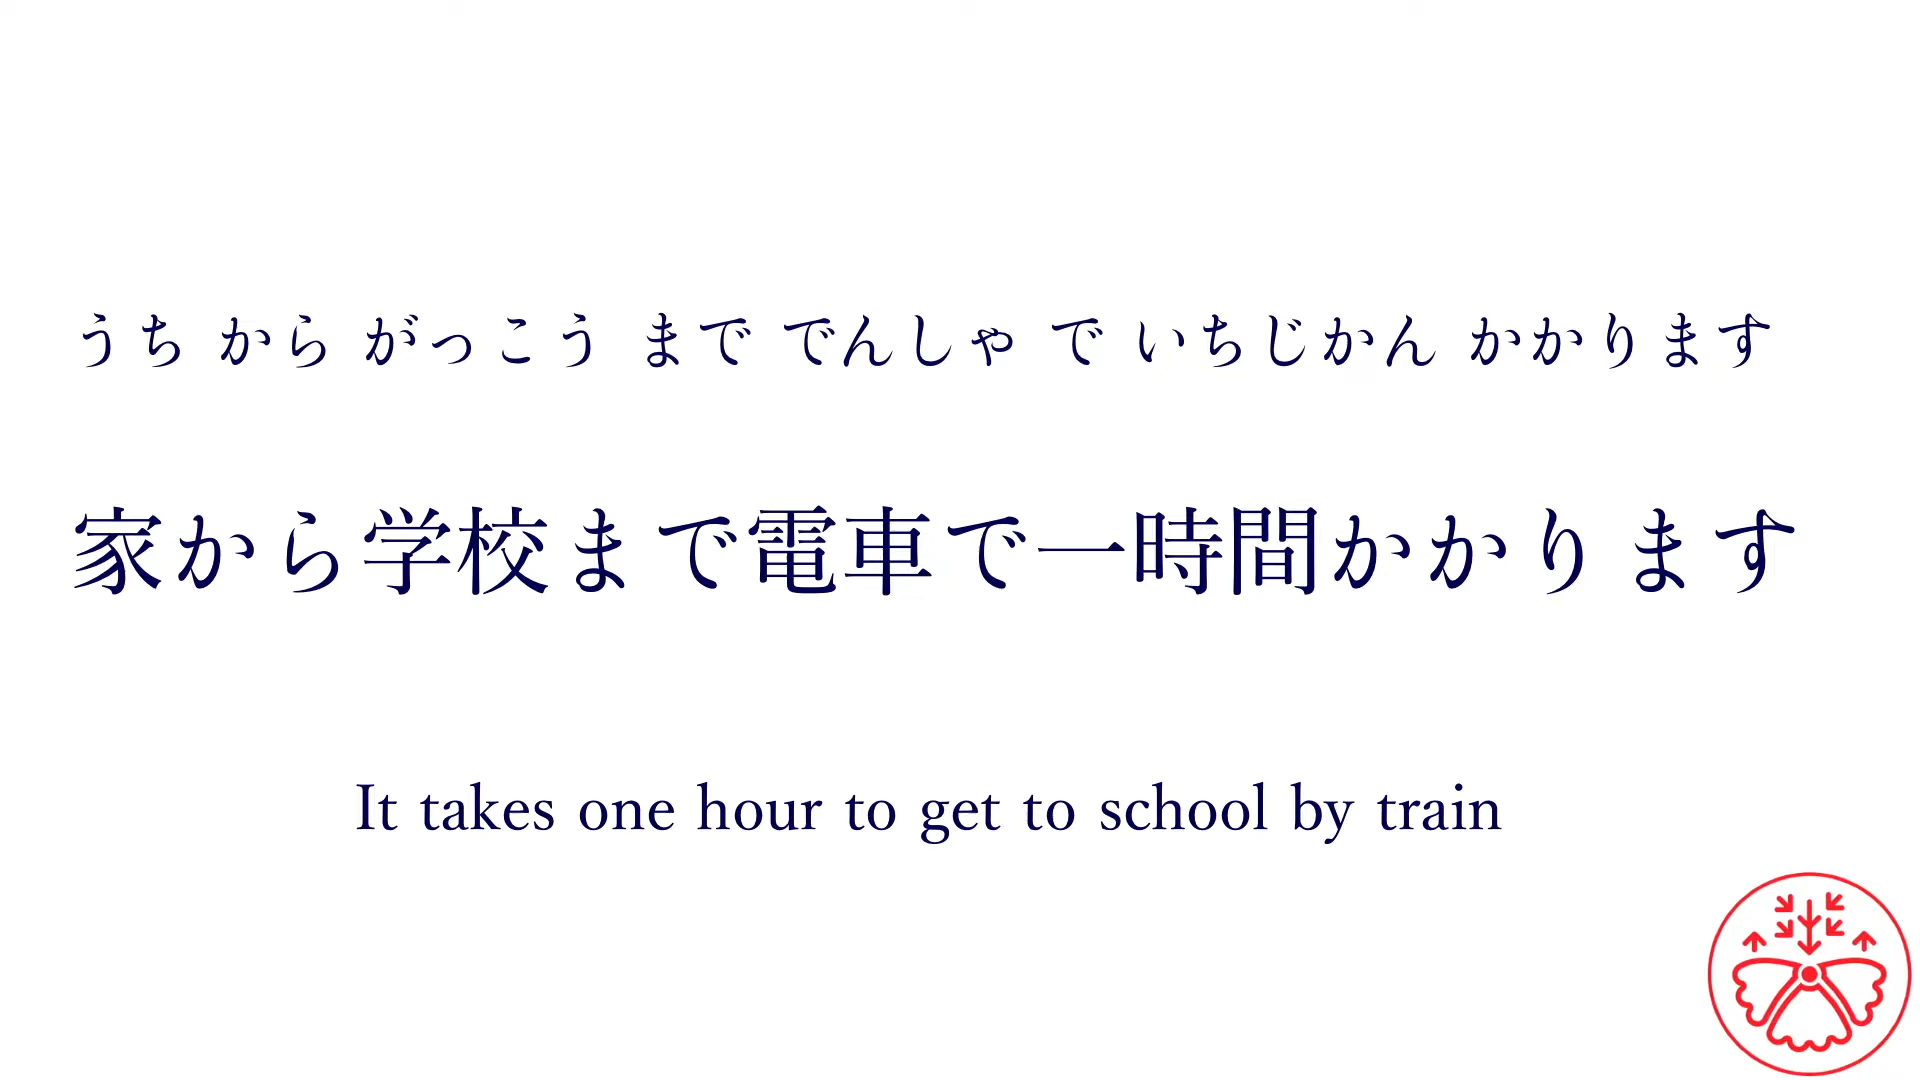 うち から がっこう まで でんしゃ で いちじかん かかります
家から学校まで電車で一時間かかります
It takes one hour to get to school by train